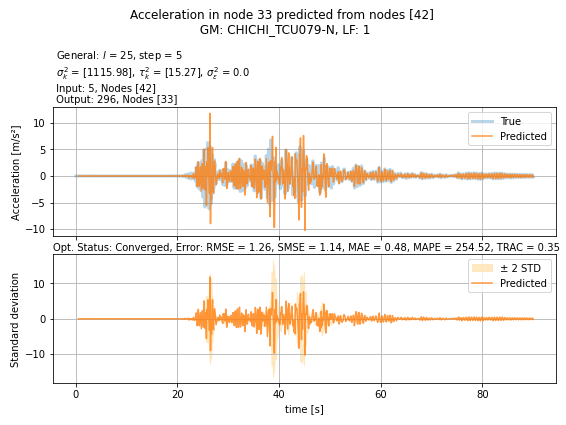 Acceleration in node 33 predicted from nodes [42]
GM: CHICHI_TCU079-N, LF: 1
General: l = 25, step = 5
σ²_k = [1115.98], τ²_k = [15.27], σ²_ε = 0.0
Input: 5, Nodes [42]
Output: 296, Nodes [33]
Acceleration [m/s²]
10
5
0
−5
−10
True
Predicted
Opt. Status: Converged, Error: RMSE = 1.26, SMSE = 1.14, MAE = 0.48, MAPE = 254.52, TRAC = 0.35
Standard deviation
10
0
−10
± 2 STD
Predicted
0 20 40 60 80
time [s]